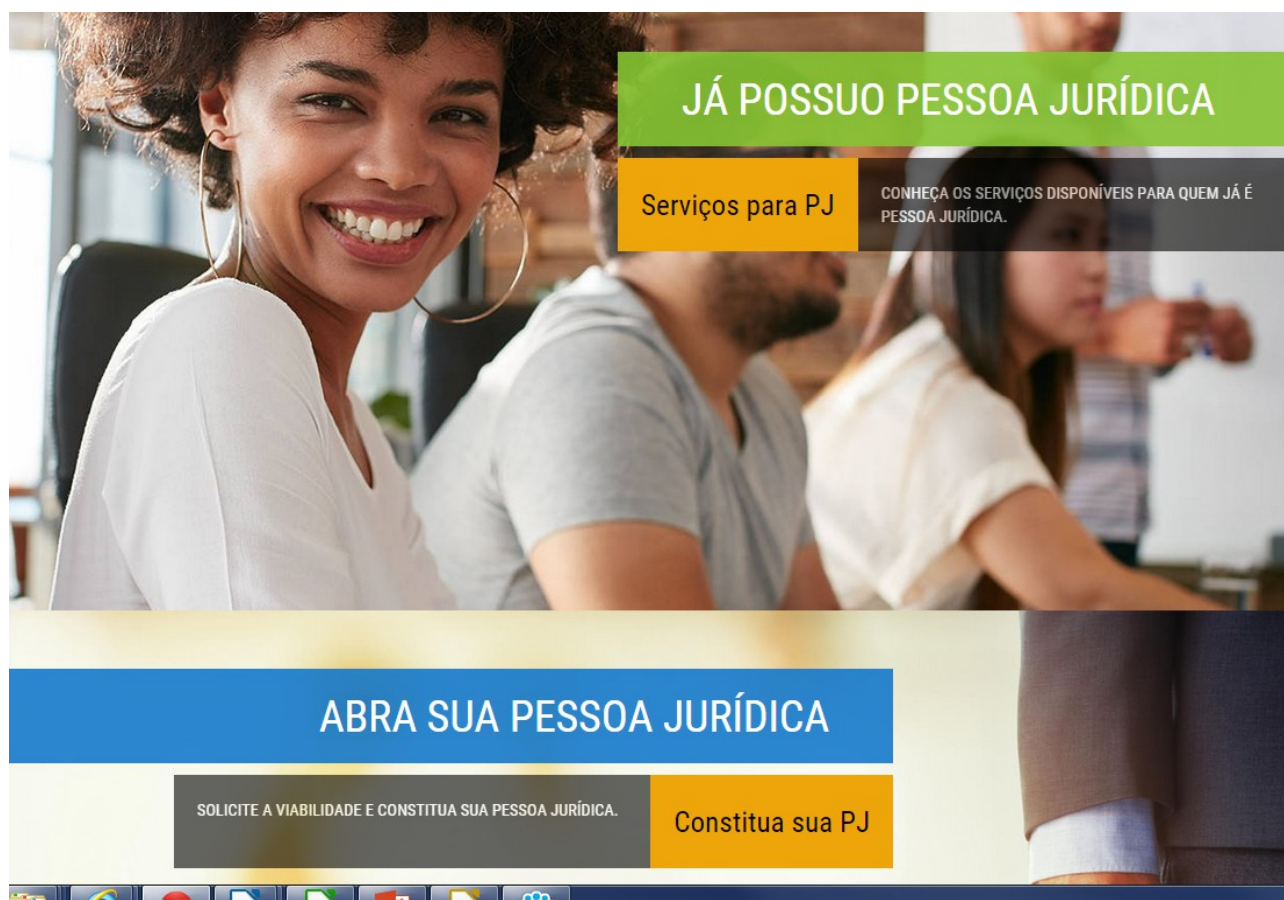 JÁ POSSUO PESSOA JURÍDICA
Serviços para PJ
CONHEÇA OS SERVIÇOS DISPONÍVEIS PARA QUEM JÁ É
PESSOA JURÍDICA.
ABRA SUA PESSOA JURÍDICA
SOLICITE A VIABILIDADE E CONSTITUA SUA PESSOA JURÍDICA.
Constitua sua PJ